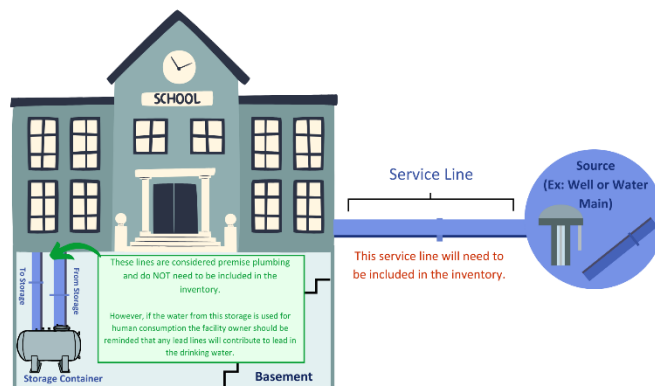 SCHOOL
Service Line
Source
(Ex: Well or Water
Main)
This service line will need to
be included in the inventory.
To Storage
From Storage
These lines are considered premise plumbing
and do NOT need to be included in the
inventory.
However, if the water from this storage is used for
human consumption the facility owner should be
reminded that any lead lines will contribute to lead in
the drinking water.
Storage Container
Basement